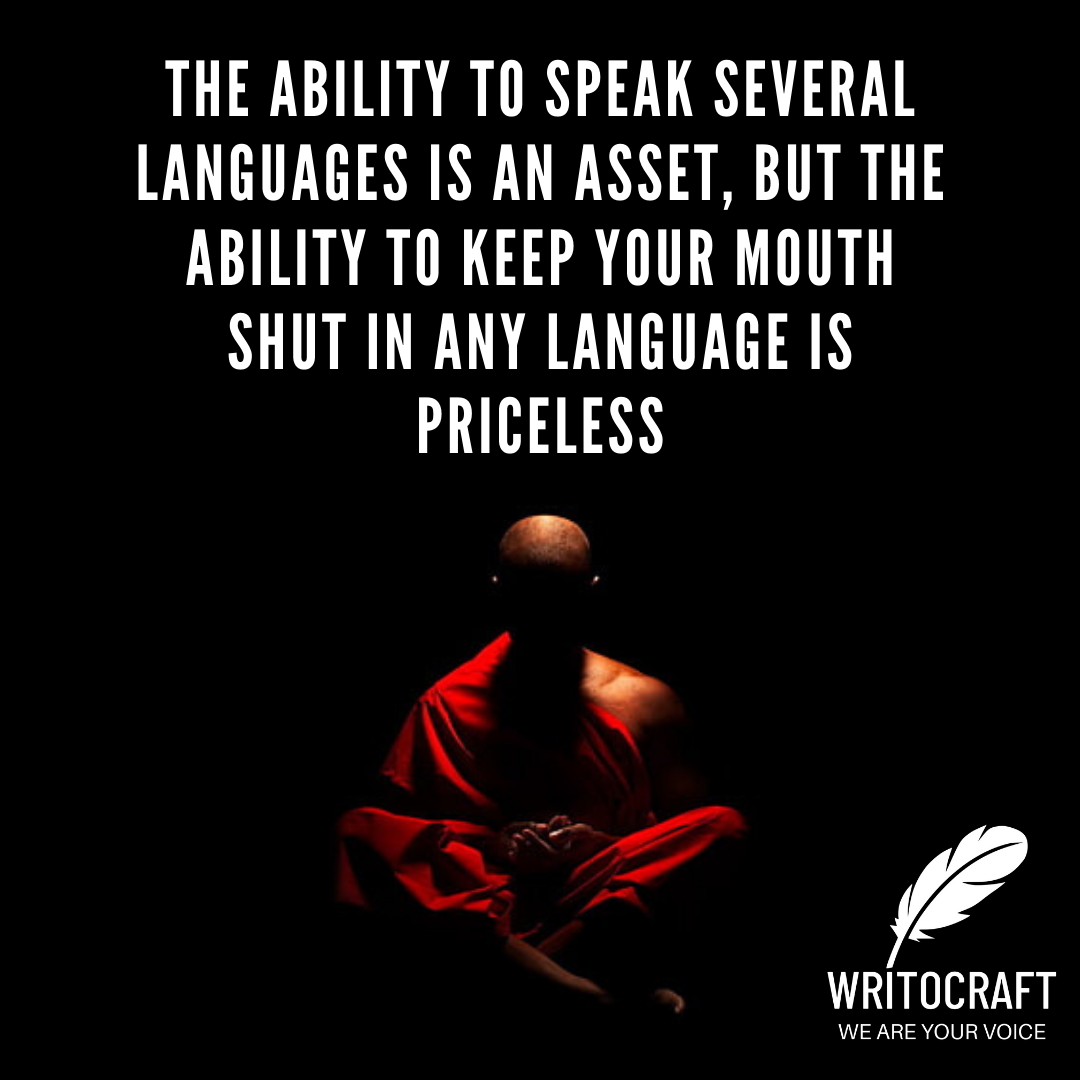 THE ABILITY TO SPEAK SEVERAL
LANGUAGES IS AN ASSET, BUT THE
ABILITY TO KEEP YOUR MOUTH
SHUT IN ANY LANGUAGE IS
PRICELESS
WRITOCRAFT
WE ARE YOUR VOICE